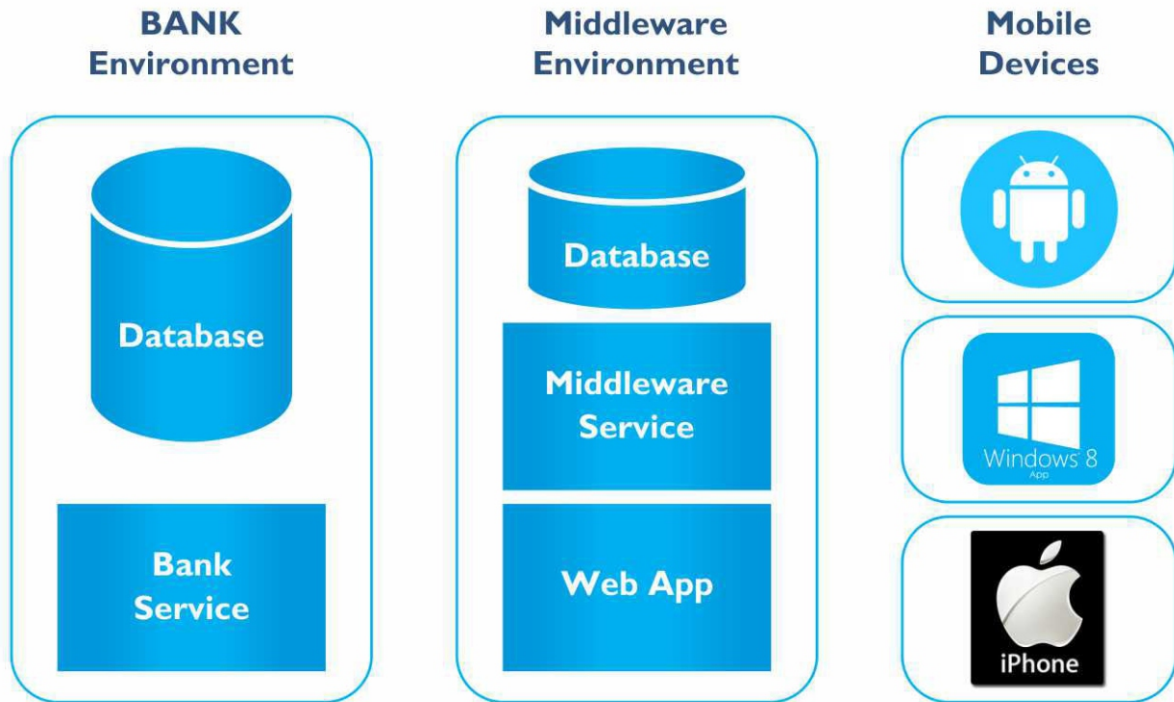 BANK
Environment
Database
Bank
Service
Middleware
Environment
Database
Middleware
Service
Web App
Mobile
Devices
Windows 8
App
iPhone